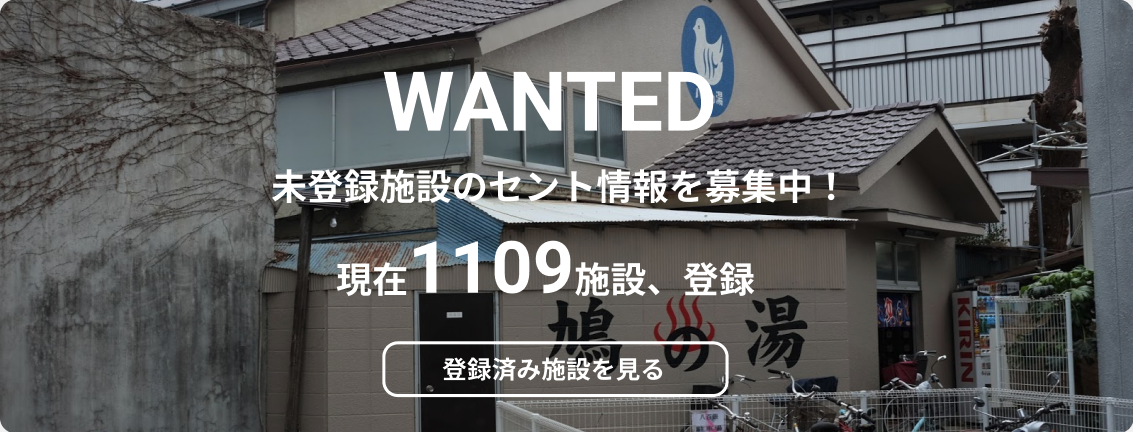 WANTED
未登録施設のセント情報を募集中！
現在1109施設、登録
鳩の湯
登録済み施設を見る
KIRIN